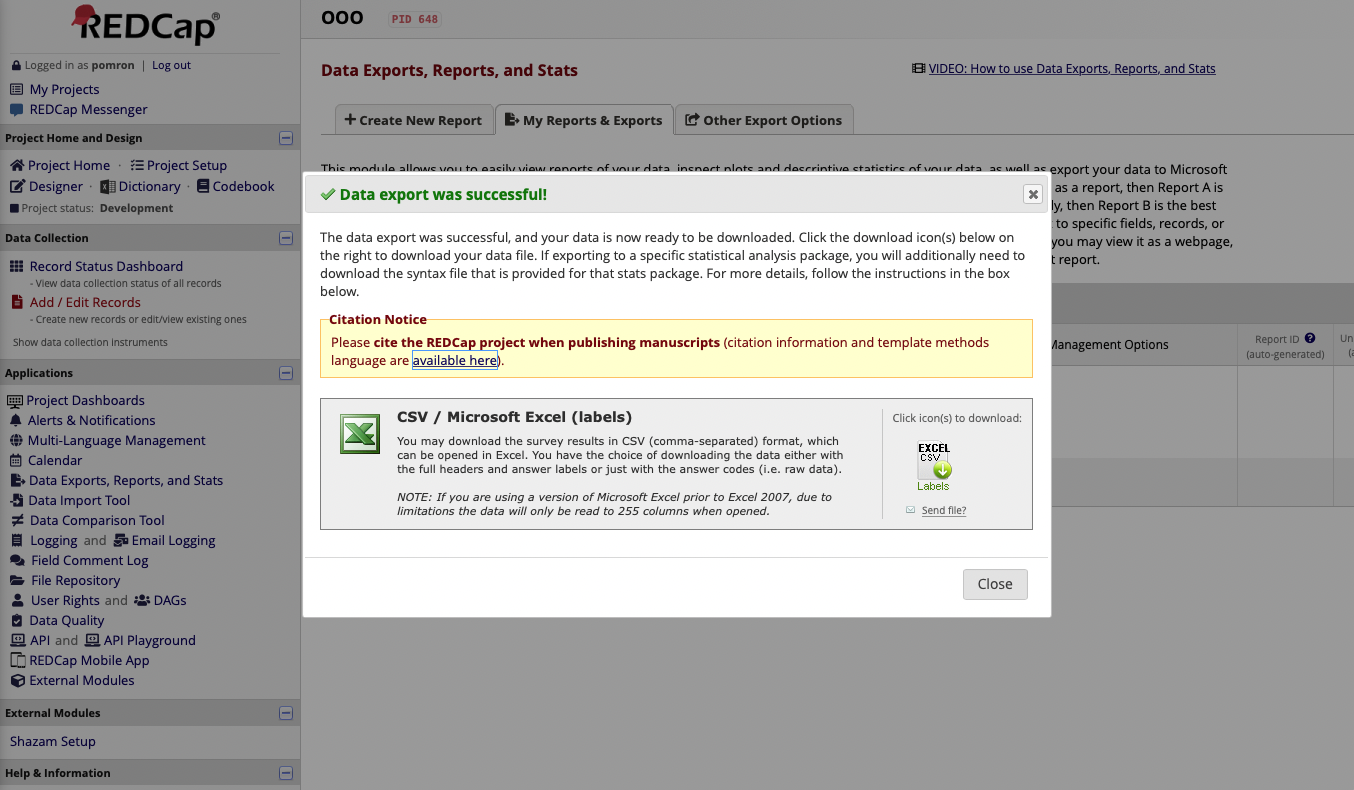 REDCap®
Logged in as pomron | Log out
My Projects
REDCap Messenger
Project Home and Design
Project Home · Project Setup
Designer · Dictionary · Codebook
Project status: Development
Data Collection
Record Status Dashboard
- View data collection status of all records
Add / Edit Records
- Create new records or edit/view existing ones
Show data collection instruments
Applications
Project Dashboards
Alerts & Notifications
Multi-Language Management
Calendar
Data Exports, Reports, and Stats
Data Import Tool
Data Comparison Tool
Logging and Email Logging
Field Comment Log
File Repository
User Rights and DAGs
Data Quality
API and API Playground
REDCap Mobile App
External Modules
External Modules
Shazam Setup
Help & Information
OOO PID 648
Data Exports, Reports, and Stats
VIDEO: How to use Data Exports, Reports, and Stats
Create New Report
My Reports & Exports
Other Export Options
This module allows you to easily view reports of your data, inspect plots and descriptive statistics of your data, as well as export your data to Microsoft
as a report, then Report A is
ly, then Report B is the best
to specific fields, records, or
you may view it as a webpage,
t report.
Management Options
Report ID
(auto-generated)
Un
(a
Data export was successful!
The data export was successful, and your data is now ready to be downloaded. Click the download icon(s) below on
the right to download your data file. If exporting to a specific statistical analysis package, you will additionally need to
download the syntax file that is provided for that stats package. For more details, follow the instructions in the box
below.
Citation Notice
Please cite the REDCap project when publishing manuscripts (citation information and template methods
language are available here).
CSV / Microsoft Excel (labels)
You may download the survey results in CSV (comma-separated) format, which
can be opened in Excel. You have the choice of downloading the data either with
the full headers and answer labels or just with the answer codes (i.e. raw data).
NOTE: If you are using a version of Microsoft Excel prior to Excel 2007, due to
limitations the data will only be read to 255 columns when opened.
Click icon(s) to download:
EXCEL
CSV
Labels
Send file?
Close